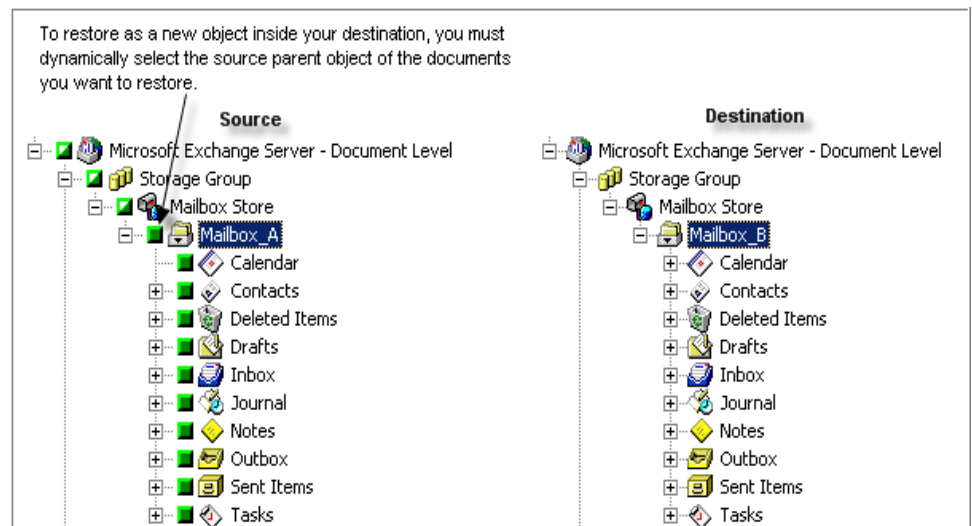 To restore as a new object inside your destination, you must
dynamically select the source parent object of the documents
you want to restore.
Source
Microsoft Exchange Server - Document Level
Storage Group
Mailbox Store
Mailbox_A
Calendar
Contacts
Deleted Items
Drafts
Inbox
Journal
Notes
Outbox
Sent Items
Tasks
Destination
Microsoft Exchange Server - Document Level
Storage Group
Mailbox Store
Mailbox_B
Calendar
Contacts
Deleted Items
Drafts
Inbox
Journal
Notes
Outbox
Sent Items
Tasks